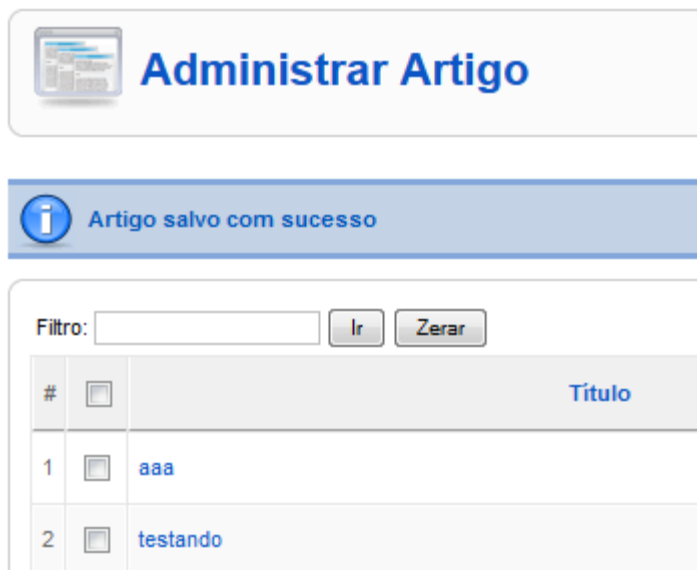 Administrar Artigo
Artigo salvo com sucesso
Filtro: Ir Zerar
# Título
1 aaa
2 testando